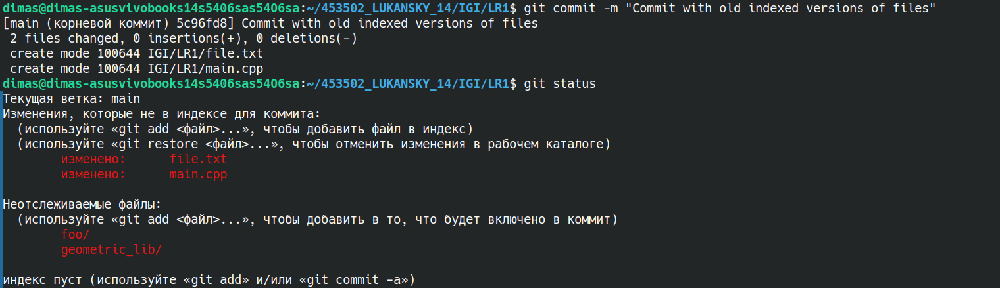 dimas@dimas-asusvivobooks14s5406sas5406sa:~/453502_LUKANSKY_14/IGI/LR1$ git commit -m "Commit with old indexed versions of files"
[main (корневой коммит) 5c96fd8] Commit with old indexed versions of files
 2 files changed, 0 insertions(+), 0 deletions(-)
 create mode 100644 IGI/LR1/file.txt
 create mode 100644 IGI/LR1/main.cpp
dimas@dimas-asusvivobooks14s5406sas5406sa:~/453502_LUKANSKY_14/IGI/LR1$ git status
Текущая ветка: main
Изменения, которые не в индексе для коммита:
  (используйте «git add <файл>...», чтобы добавить файл в индекс)
  (используйте «git restore <файл>...», чтобы отменить изменения в рабочем каталоге)
        изменено:      file.txt
        изменено:      main.cpp

Неотслеживаемые файлы:
  (используйте «git add <файл>...», чтобы добавить в то, что будет включено в коммит)
        foo/
        geometric_lib/

индекс пуст (используйте «git add» и/или «git commit -a»)